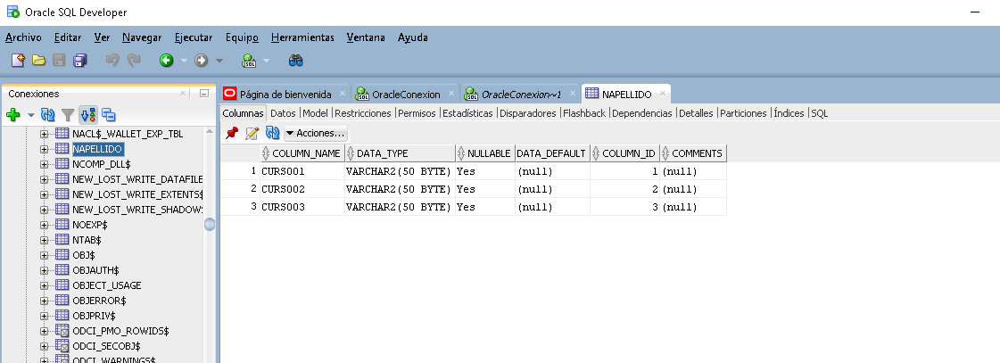 Oracle SQL Developer
Archivo Editar Ver Navegar Ejecutar Equipo Herramientas Ventana Ayuda
SQL
Conexiones
Página de bienvenida OracleConexion OracleConexion~1 NAPELLIDO
Columnas Datos Model Restricciones Permisos Estadísticas Disparadores Flashback Dependencias Detalles Particiones Índices SQL
Acciones...
NACL$_WALLET_EXP_TBL
NAPELLIDO
NCOMP_DLL$
NEW_LOST_WRITE_DATAFILE
NEW_LOST_WRITE_EXTENTS$
NEW_LOST_WRITE_SHADOWS
NOEXP$
NTAB$
OBJ$
OBJAUTH$
OBJECT_USAGE
OBJERROR$
OBJPRIV$
ODCI_PMO_ROWIDS$
ODCI_SECOBJ$
ODCI_WARNINGS$
COLUMN_NAME DATA_TYPE NULLABLE DATA_DEFAULT COLUMN_ID COMMENTS
1 CURSO01 VARCHAR2(50 BYTE) Yes (null) 1 (null)
2 CURSO02 VARCHAR2(50 BYTE) Yes (null) 2 (null)
3 CURSO03 VARCHAR2(50 BYTE) Yes (null) 3 (null)